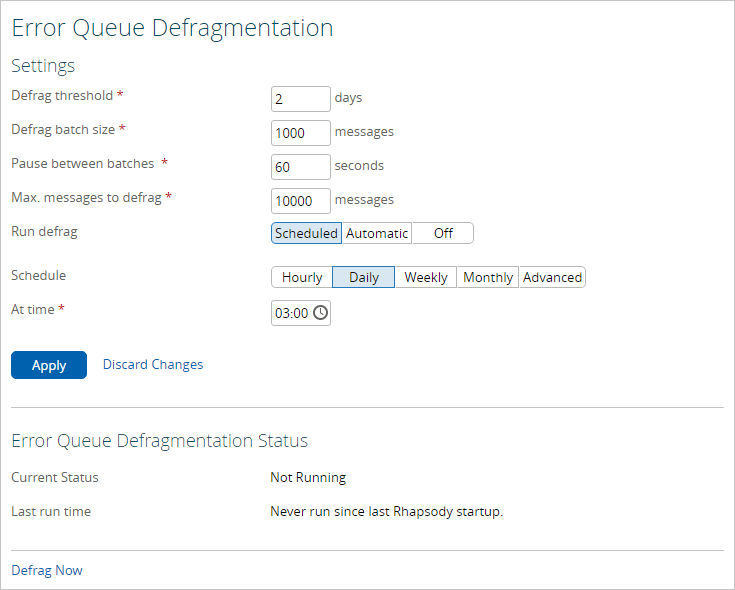 Error Queue Defragmentation
Settings
Defrag threshold * 2 days
Defrag batch size * 1000 messages
Pause between batches * 60 seconds
Max. messages to defrag * 10000 messages
Run defrag Scheduled Automatic Off
Schedule Hourly Daily Weekly Monthly Advanced
At time * 03:00
Apply Discard Changes
Error Queue Defragmentation Status
Current Status Not Running
Last run time Never run since last Rhapsody startup.
Defrag Now